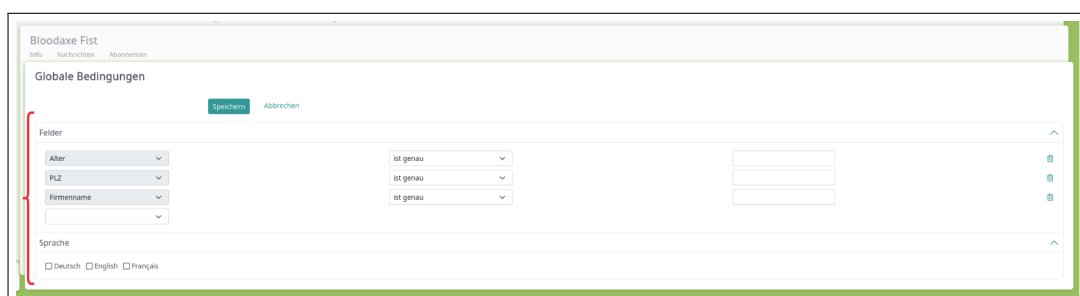 Bloodaxe Fist
Info Nachrichten Abonnenten
Globale Bedingungen
Speichern Abbrechen
Felder
Alter ist genau
PLZ ist genau
Firmenname ist genau
Sprache
Deutsch English Français